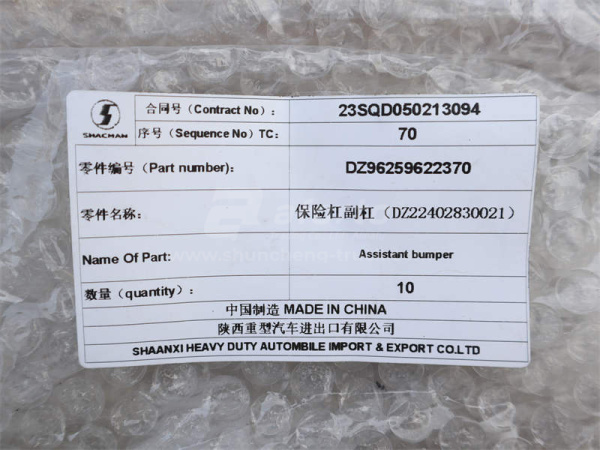 合同号（Contract No）： 23SQD050213094
SHACMAN 序号（Sequence No）TC： 70
零件编号（Part number): DZ96259622370
零件名称： 保险杠副杠（DZ22402830021）
Name Of Part: Assistant bumper
数量（quantity）： 10
中国制造 MADE IN CHINA
陕西重型汽车进出口有限公司
SHAANXI HEAVY DUTY AUTOMBILE IMPORT & EXPORT CO.LTD